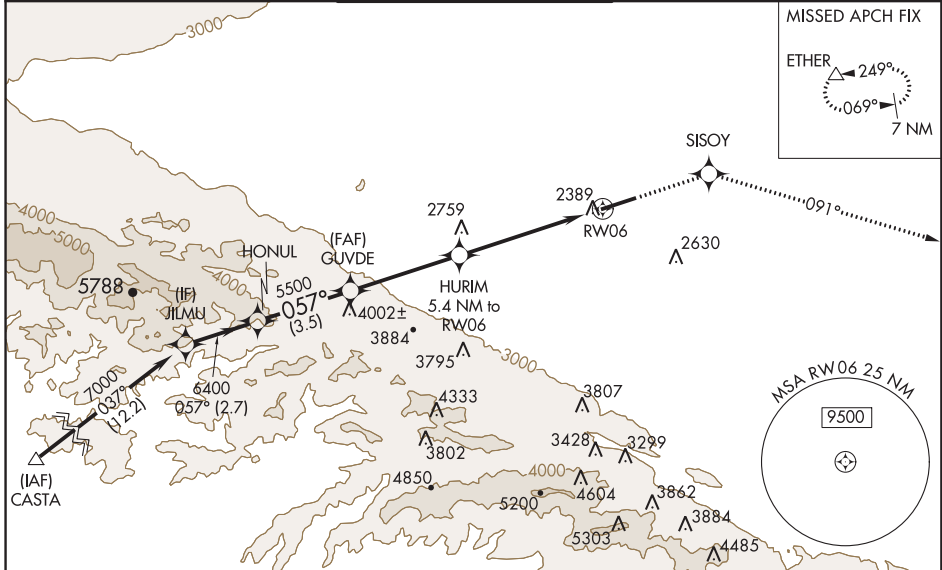 3000
MISSED APCH FIX
ETHER
249°
069°
7 NM
SISOY
091°
2389
RW06
2630
2759
4000
5000
4000
HONUL
(FAF)
GUVDE
5788
(IF)
JILMU
5500
057°
(3.5)
4002±
HURIM
5.4 NM to
RW06
3884
3795
3000
7000
037°
(12.2)
6400
057° (2.7)
4333
3807
MSA RW06 25 NM
9500
3802
3428
3299
(IAF)
CASTA
4850
4000
5200
4604
3862
5303
3884
4485